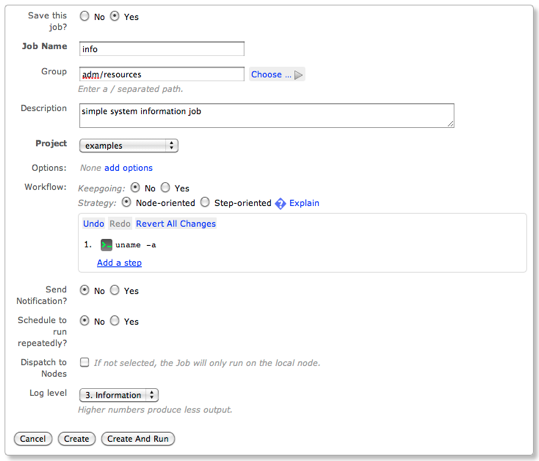 Save this job? No Yes
Job Name info
Group adm/resources Choose ...
Enter a / separated path.
Description simple system information job
Project examples
Options: None add options
Workflow: Keepgoing: No Yes
Strategy: Node-oriented Step-oriented Explain
Undo Redo Revert All Changes
1. uname -a
Add a step
Send Notification? No Yes
Schedule to run repeatedly? No Yes
Dispatch to Nodes If not selected, the Job will only run on the local node.
Log level 3. Information
Higher numbers produce less output.
Cancel Create Create And Run